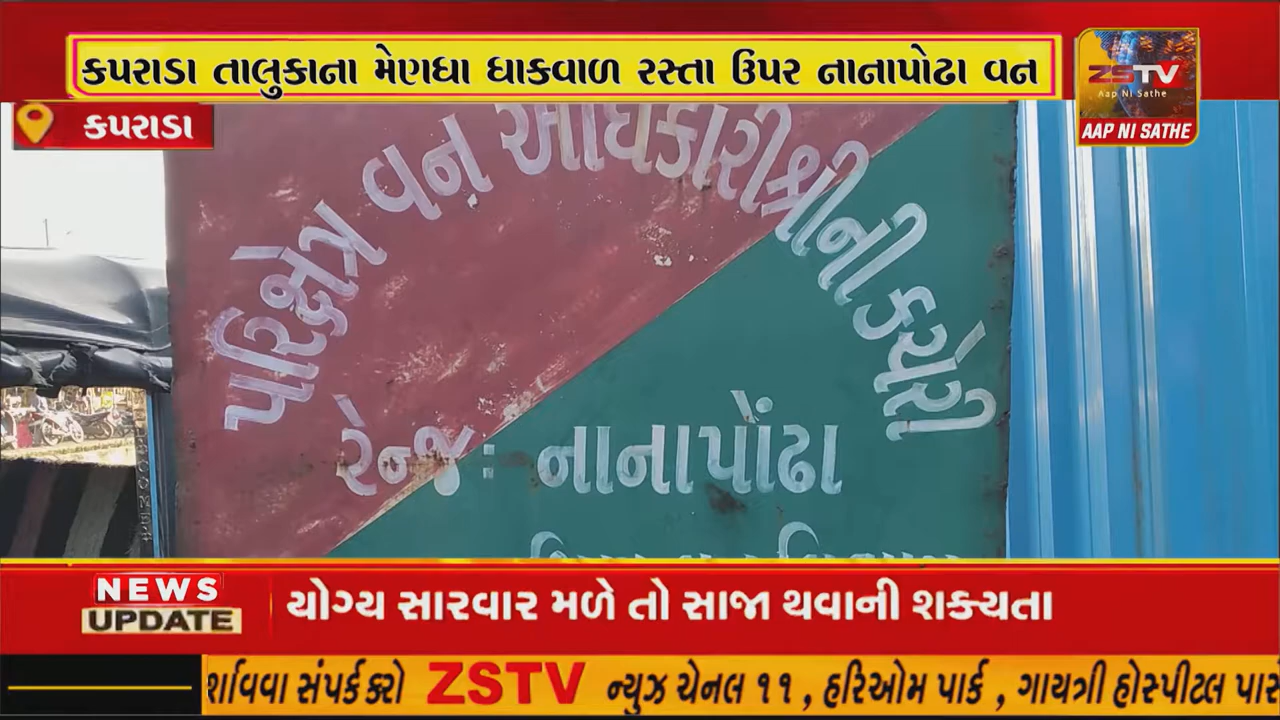 કપરાડા તાલુકાના મેણધા ધાકવાળ રસ્તા ઉપર નાનાપોઢા વન
ZSTV
Aap Ni Sathe
AAP NI SATHE
કપરાડા
પરિક્ષેત્ર વન અધિકારીશ્રીની કચેરી
રેન્જ : નાનાપોંઢા
NEWS
UPDATE
યોગ્ય સારવાર મળે તો સાજા થવાની શક્યતા
ર્શાવવા સંપર્ક કરો ZSTV ન્યુઝ ચેનલ ૧૧ , હરિઓમ પાર્ક , ગાયત્રી હોસ્પીટલ પાસે